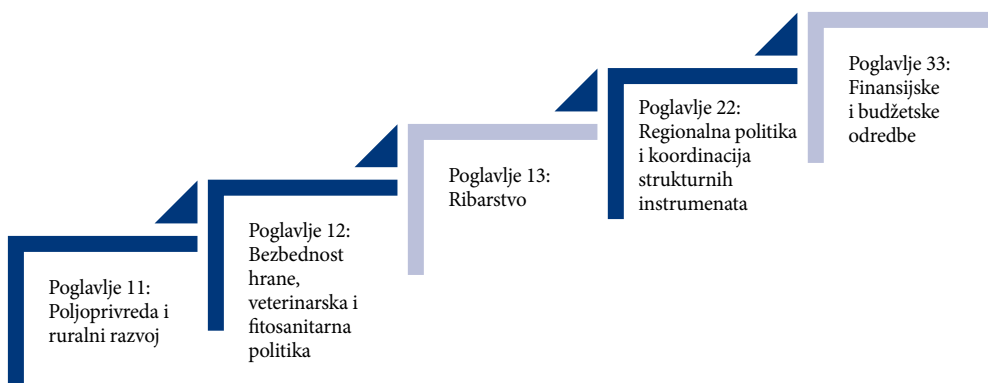 Poglavlje 11:
Poljoprivreda i
ruralni razvoj
Poglavlje 12:
Bezbednost
hrane,
veterinarska i
fitosanitarna
politika
Poglavlje 13:
Ribarstvo
Poglavlje 22:
Regionalna politika
i koordinacija
strukturnih
instrumenata
Poglavlje 33:
Finansijske
i budžetske
odredbe